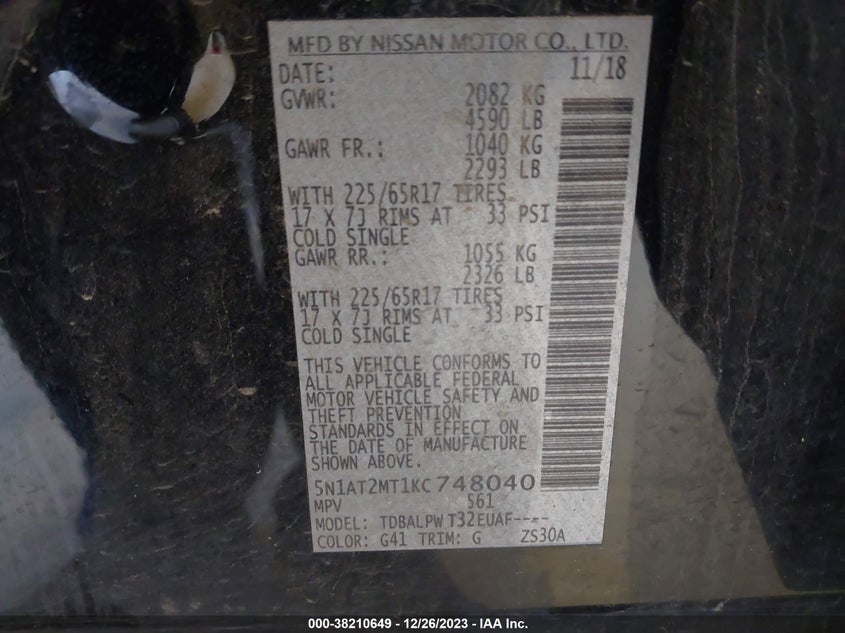 MFD BY NISSAN MOTOR CO., LTD.
DATE: 11/18
GVWR: 2082 KG
4590 LB
GAWR FR.: 1040 KG
2293 LB
WITH 225/65R17 TIRES
17 X 7J RIMS AT 33 PSI
COLD SINGLE
GAWR RR.: 1055 KG
2326 LB
WITH 225/65R17 TIRES
17 X 7J RIMS AT 33 PSI
COLD SINGLE
THIS VEHICLE CONFORMS TO
ALL APPLICABLE FEDERAL
MOTOR VEHICLE SAFETY AND
THEFT PREVENTION
STANDARDS IN EFFECT ON
THE DATE OF MANUFACTURE
SHOWN ABOVE.
5N1AT2MT1KC748040
MPV 561
MODEL: TDBALPW T32EUAF----
COLOR: G41 TRIM: G ZS30A
000-38210649 - 12/26/2023 - IAA Inc.